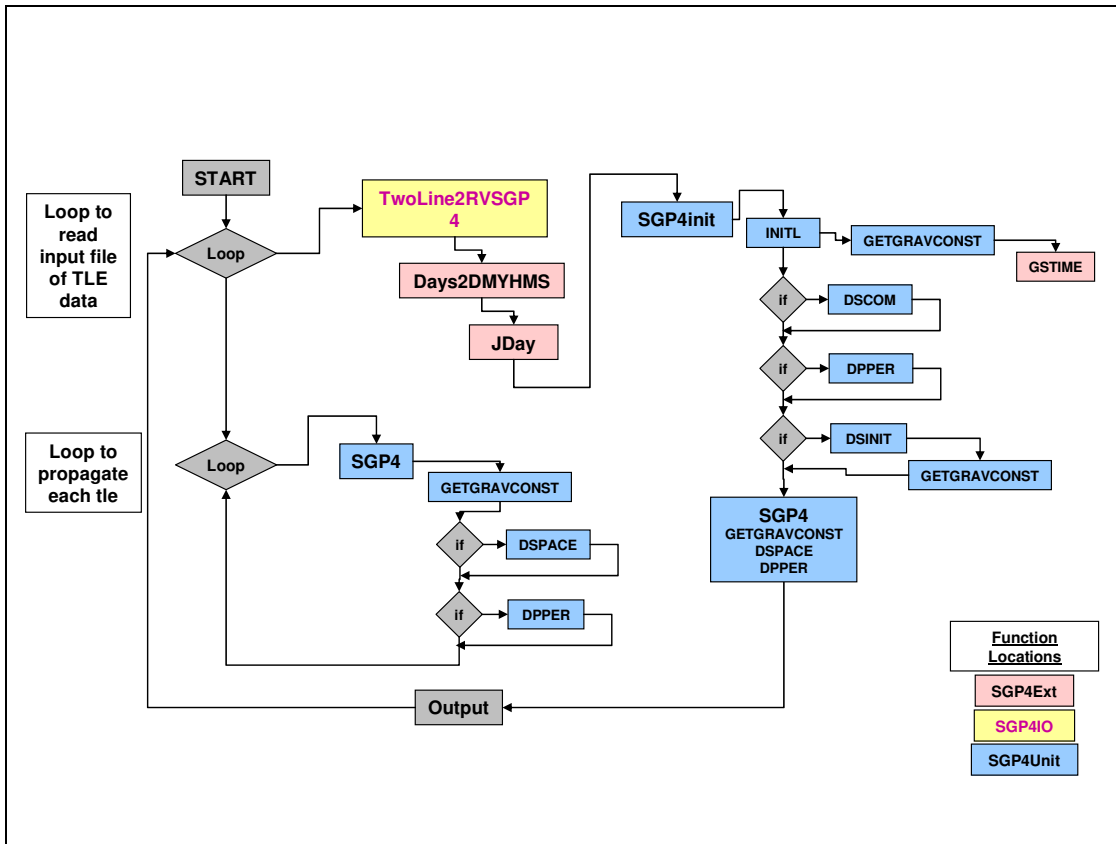 START
Loop to
read
input file
of TLE
data
Loop
TwoLine2RVSGP
4
Days2DMYHMS
JDay
SGP4init
INITL
GETGRAVCONST
GSTIME
if
DSCOM
if
DPPER
if
DSINIT
GETGRAVCONST
SGP4
GETGRAVCONST
DSPACE
DPPER
Loop to
propagate
each tle
Loop
SGP4
GETGRAVCONST
if
DSPACE
if
DPPER
Output
Function
Locations
SGP4Ext
SGP4IO
SGP4Unit